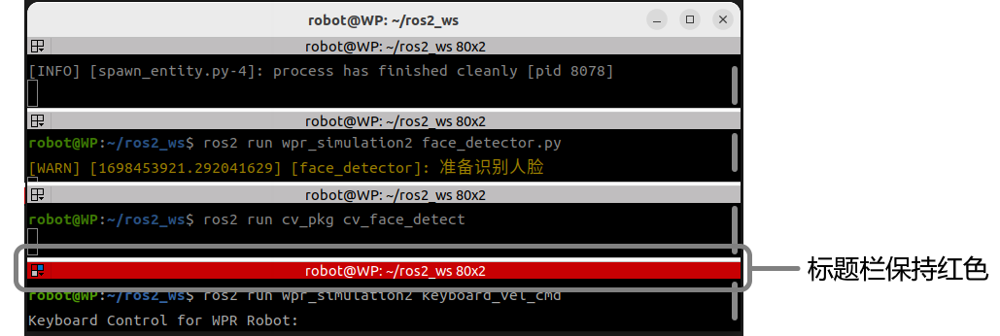 robot@WP: ~/ros2_ws
robot@WP: ~/ros2_ws 80x2
[INFO] [spawn_entity.py-4]: process has finished cleanly [pid 8078]
robot@WP: ~/ros2_ws 80x2
robot@WP:~/ros2_ws$ ros2 run wpr_simulation2 face_detector.py
[WARN] [1698453921.292041629] [face_detector]: 准备识别人脸
robot@WP: ~/ros2_ws 80x2
robot@WP:~/ros2_ws$ ros2 run cv_pkg cv_face_detect
robot@WP: ~/ros2_ws 80x2
标题栏保持红色
robot@WP:~/ros2_ws$ ros2 run wpr_simulation2 keyboard_vel_cmd
Keyboard Control for WPR Robot: